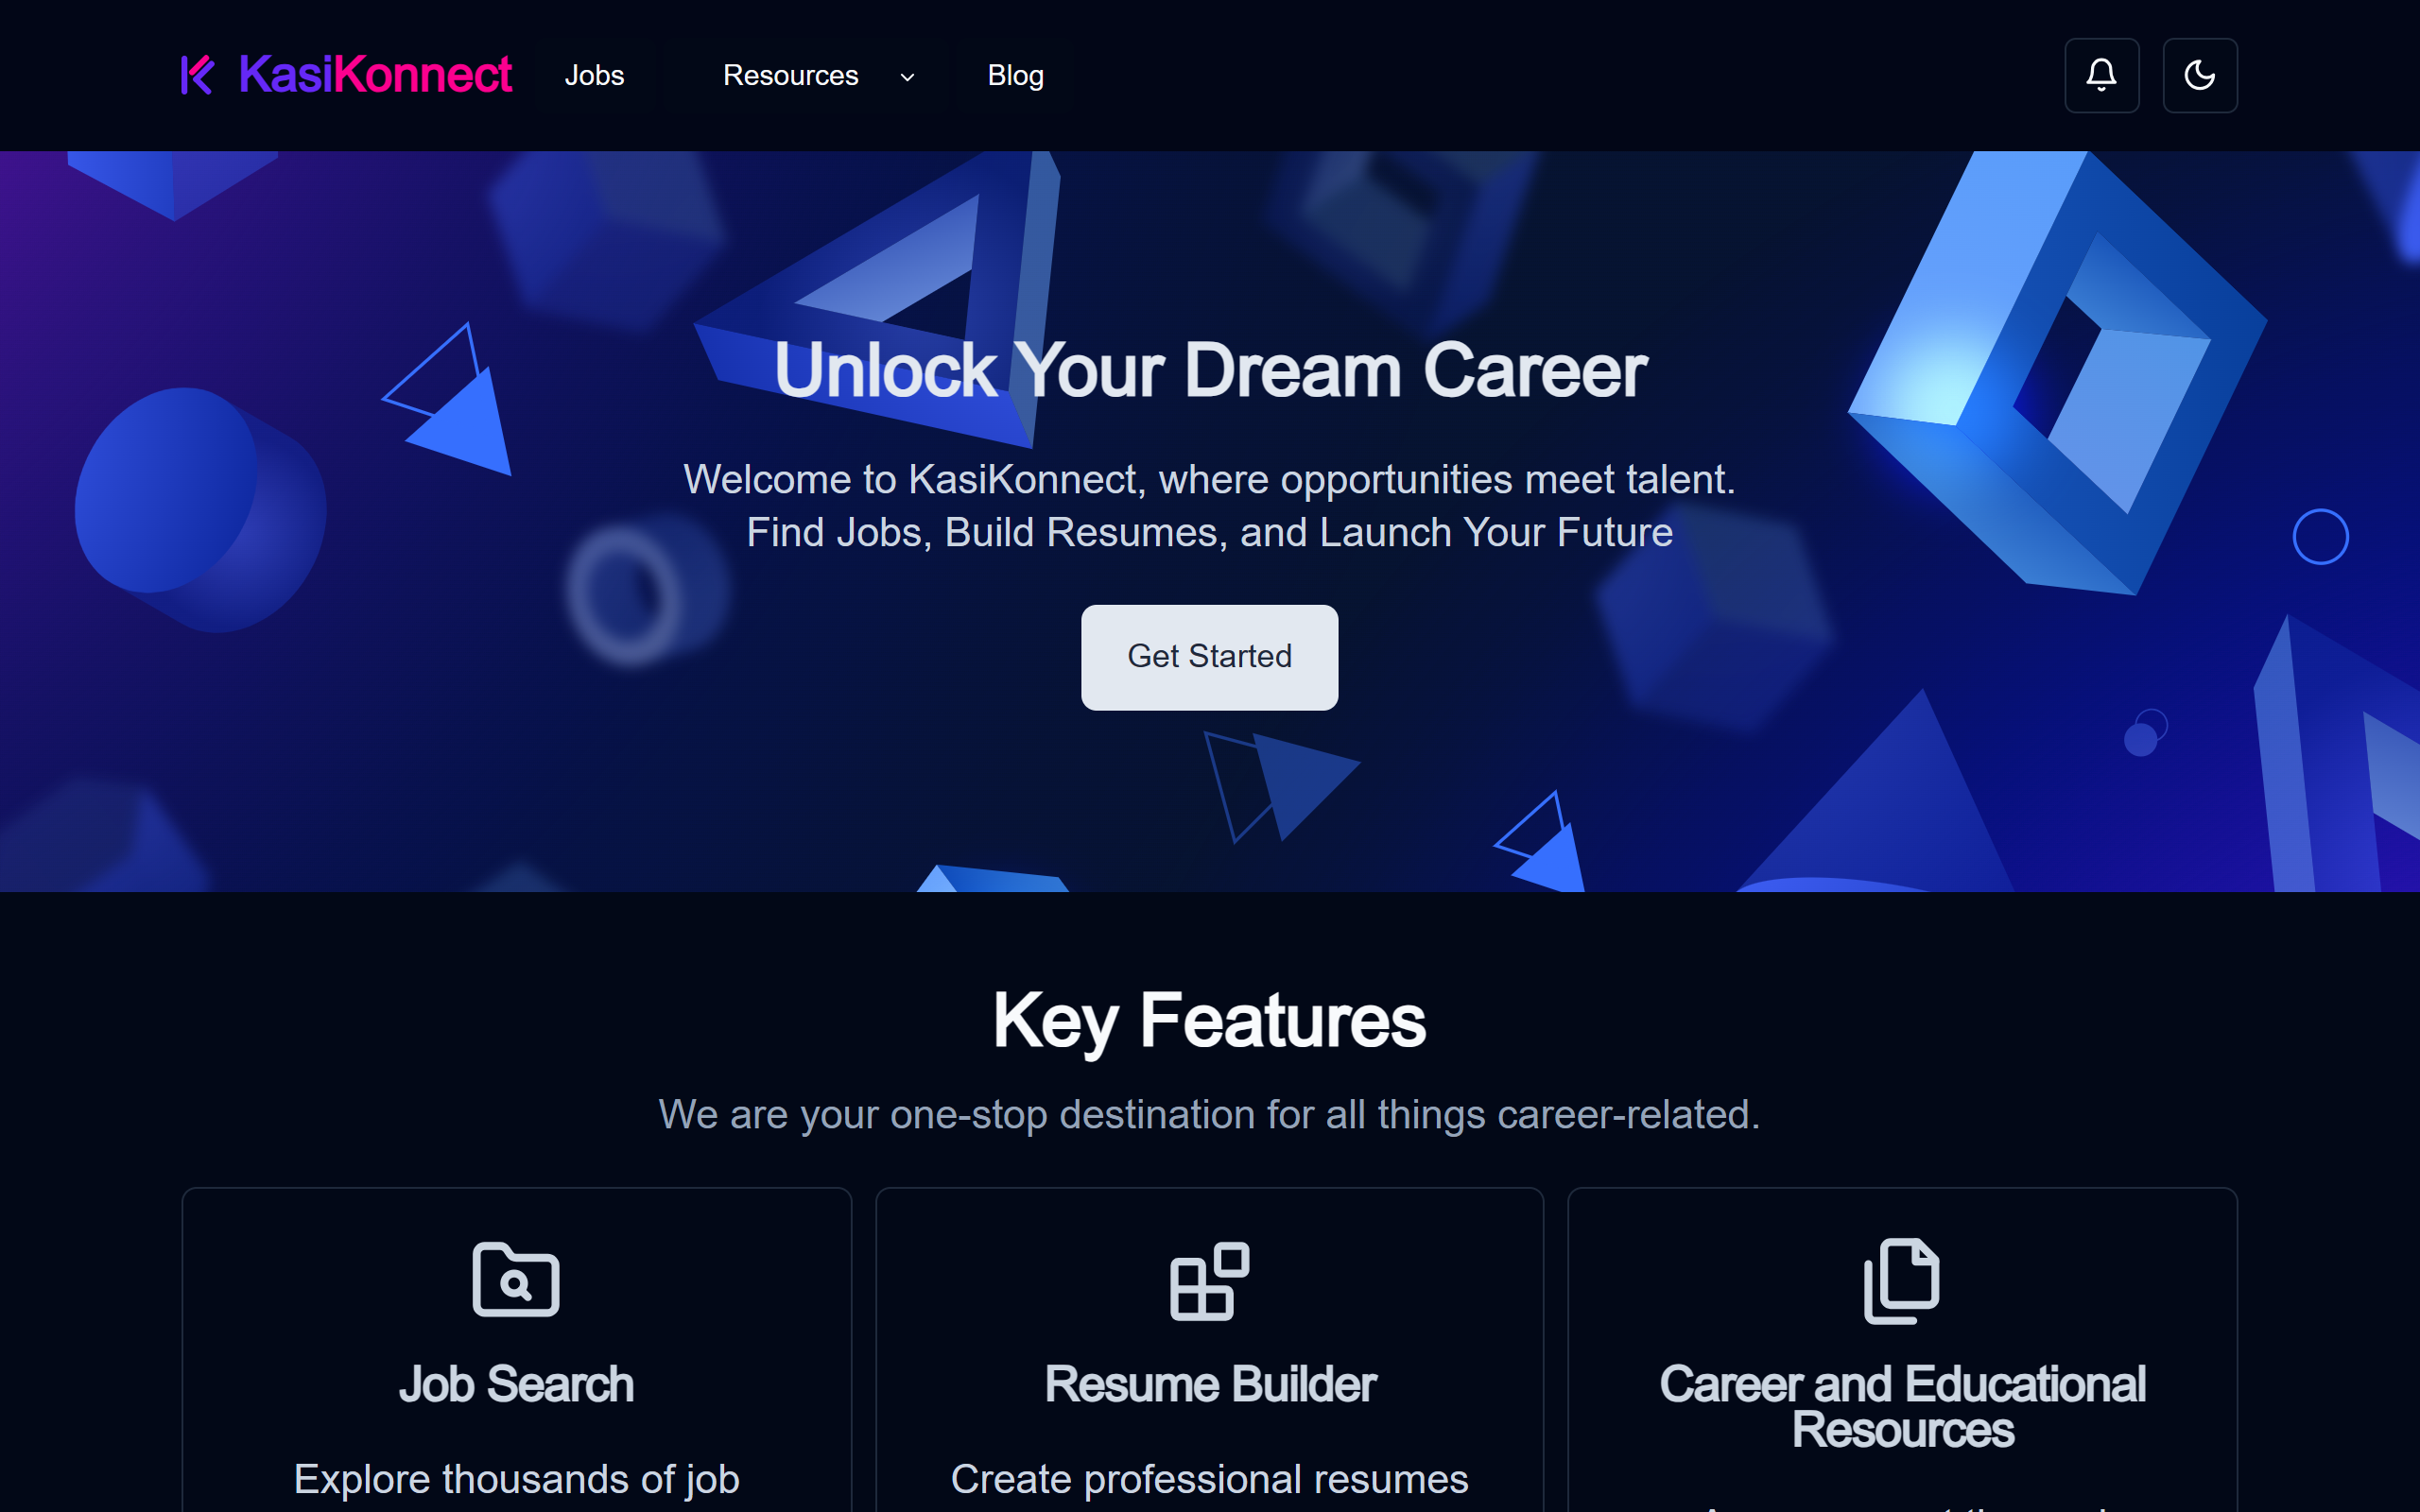 KasiKonnect
Jobs
Resources
Blog
Unlock Your Dream Career
Welcome to KasiKonnect, where opportunities meet talent.
Find Jobs, Build Resumes, and Launch Your Future
Get Started
Key Features
We are your one-stop destination for all things career-related.
Job Search
Explore thousands of job
Resume Builder
Create professional resumes
Career and Educational
Resources